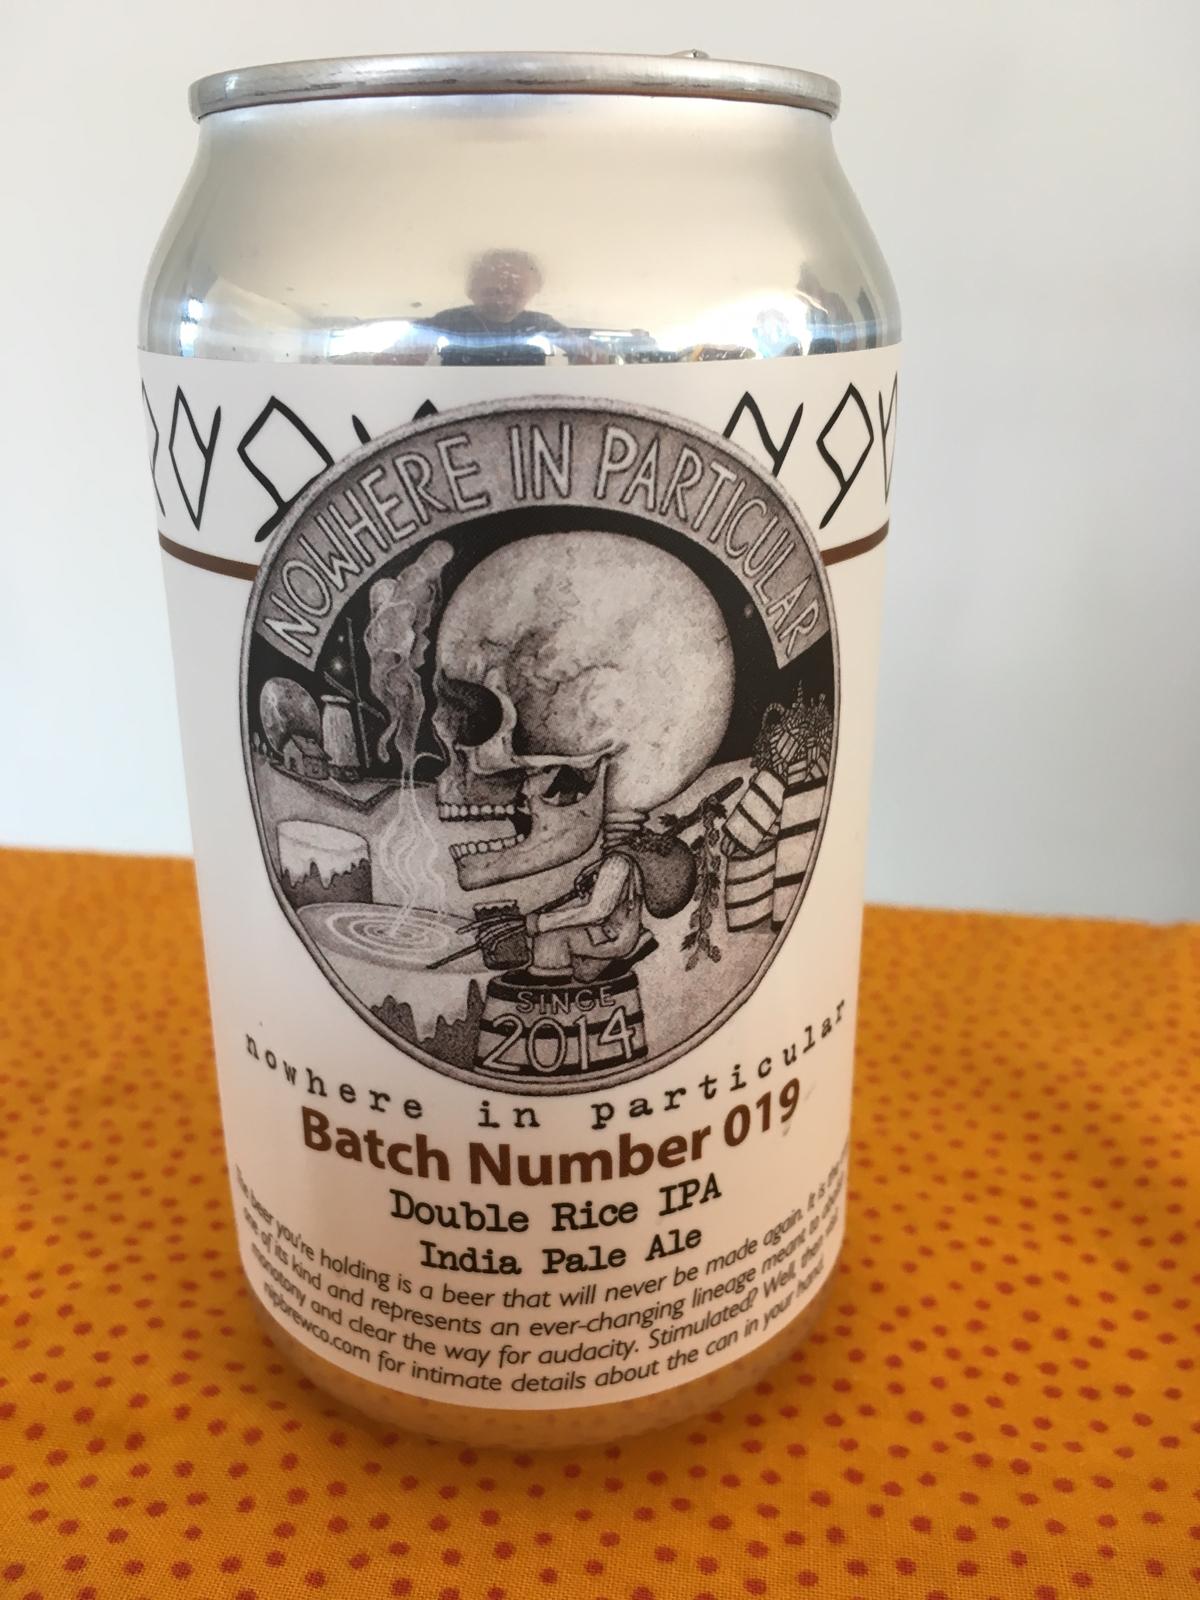 NOWHERE IN PARTICULAR
SINCE
2014
nowhere in particular
Batch Number 019
Double Rice IPA
India Pale Ale
The beer you're holding is a beer that will never be made again. It is the
one of its kind and represents an ever-changing lineage meant to
monotony and clear the way for audacity. Stimulated? Well, then
nipbrewco.com for intimate details about the can in your hand.